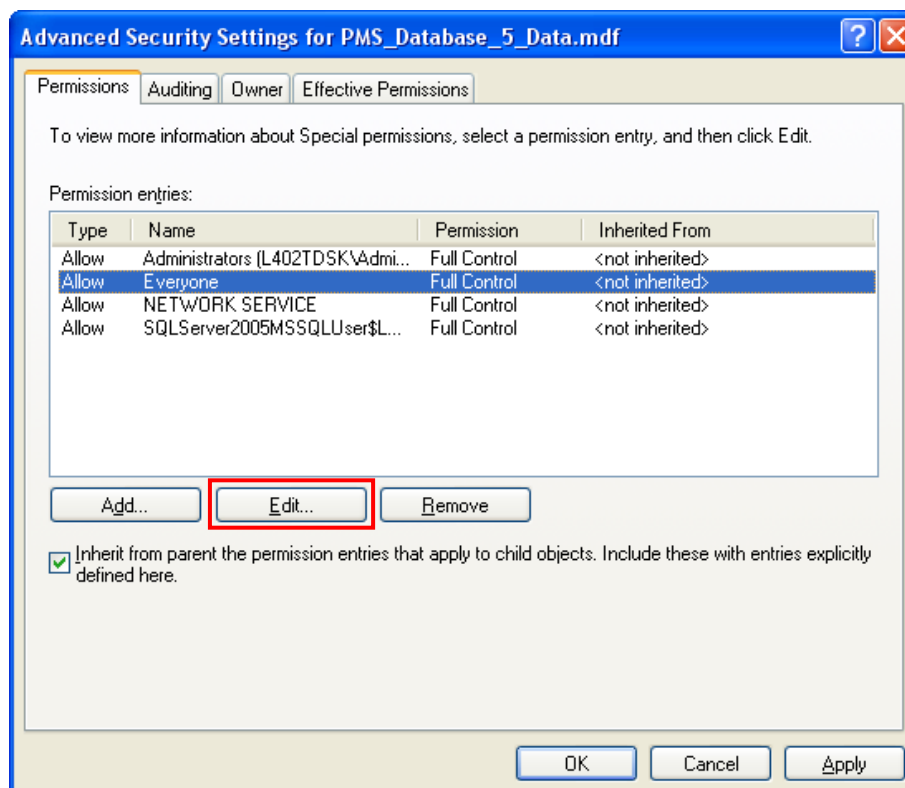 Advanced Security Settings for PMS_Database_5_Data.mdf
Permissions Auditing Owner Effective Permissions
To view more information about Special permissions, select a permission entry, and then click Edit.
Permission entries:
Type Name Permission Inherited From
Allow Administrators (L402TDSK\Admi... Full Control <not inherited>
Allow Everyone Full Control <not inherited>
Allow NETWORK SERVICE Full Control <not inherited>
Allow SQLServer2005MSSQLUser$L... Full Control <not inherited>
Add... Edit... Remove
Inherit from parent the permission entries that apply to child objects. Include these with entries explicitly
defined here.
OK Cancel Apply